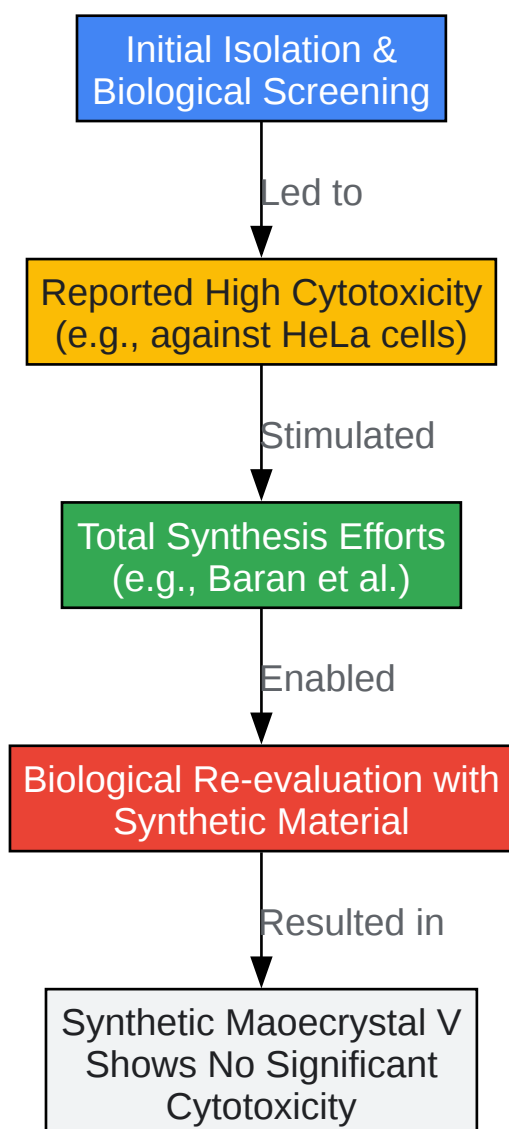 Initial Isolation &
Biological Screening
Led to
Reported High Cytotoxicity
(e.g., against HeLa cells)
Stimulated
Total Synthesis Efforts
(e.g., Baran et al.)
Enabled
Biological Re-evaluation with
Synthetic Material
Resulted in
Synthetic Maoecrystal V
Shows No Significant
Cytotoxicity